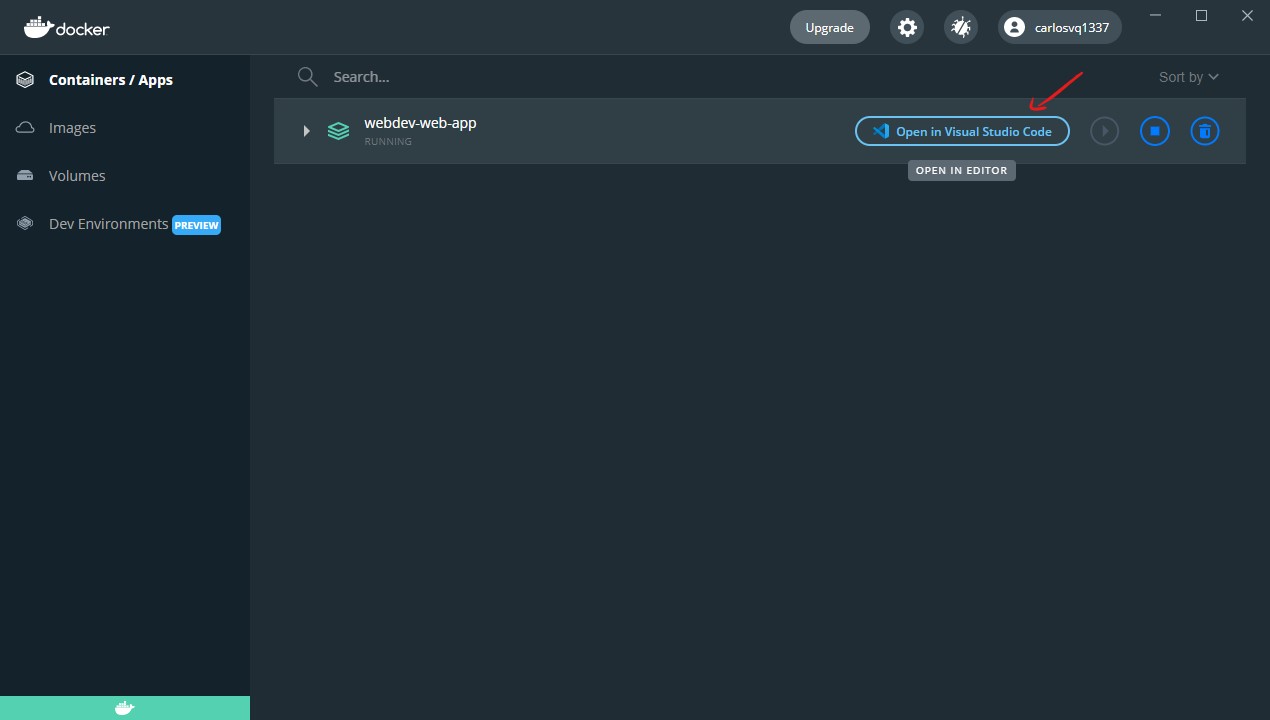 docker
Upgrade
carlosvq1337
Containers / Apps
Images
Volumes
Dev Environments PREVIEW
Search...
Sort by
webdev-web-app
RUNNING
Open in Visual Studio Code
OPEN IN EDITOR